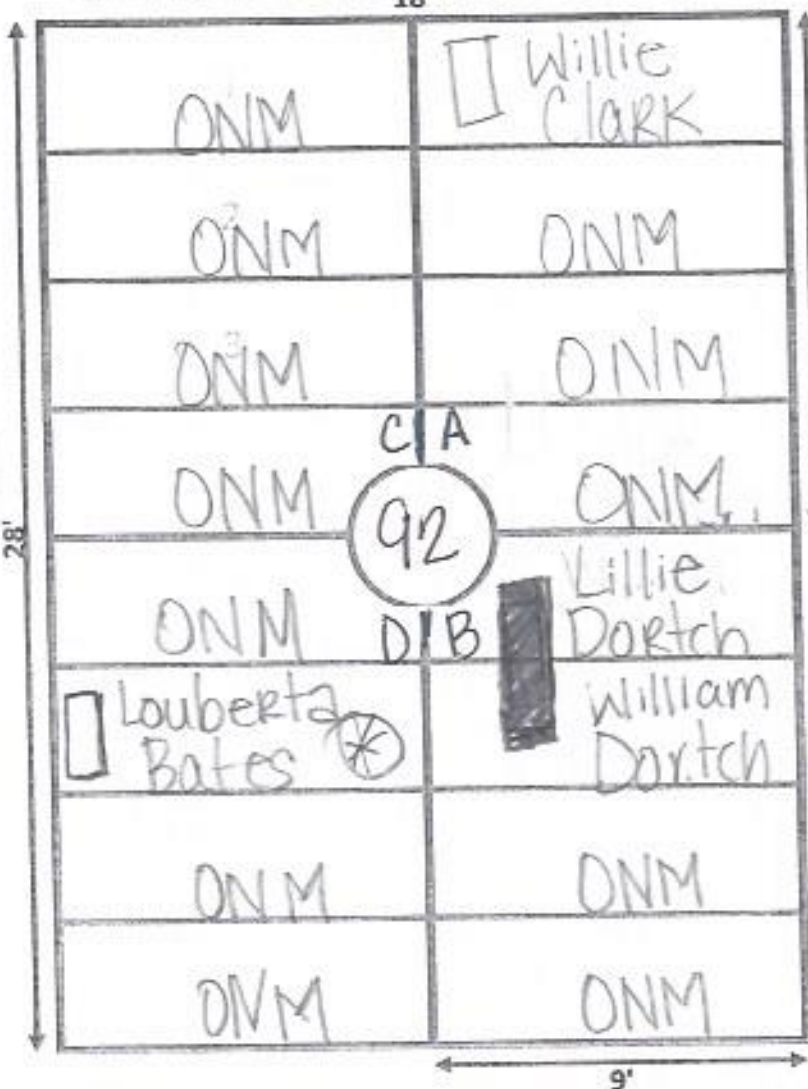 18'
ONM
Willie
Clark
ONM
ONM
ONM
ONM
C A
ONM
ONM
92
28'
ONM
D B
Lillie
Dortch
Louberta
Bates
William
Dortch
ONM
ONM
ONM
ONM
9'